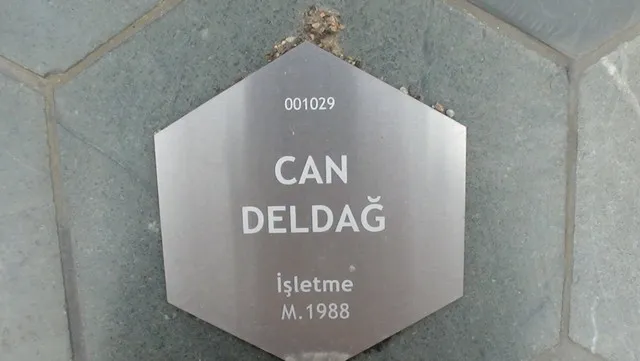 001029
CAN
DELDAĞ
İşletme
M.1988